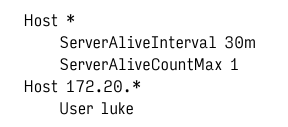 Host *
    ServerAliveInterval 30m
    ServerAliveCountMax 1
Host 172.20.*
    User luke